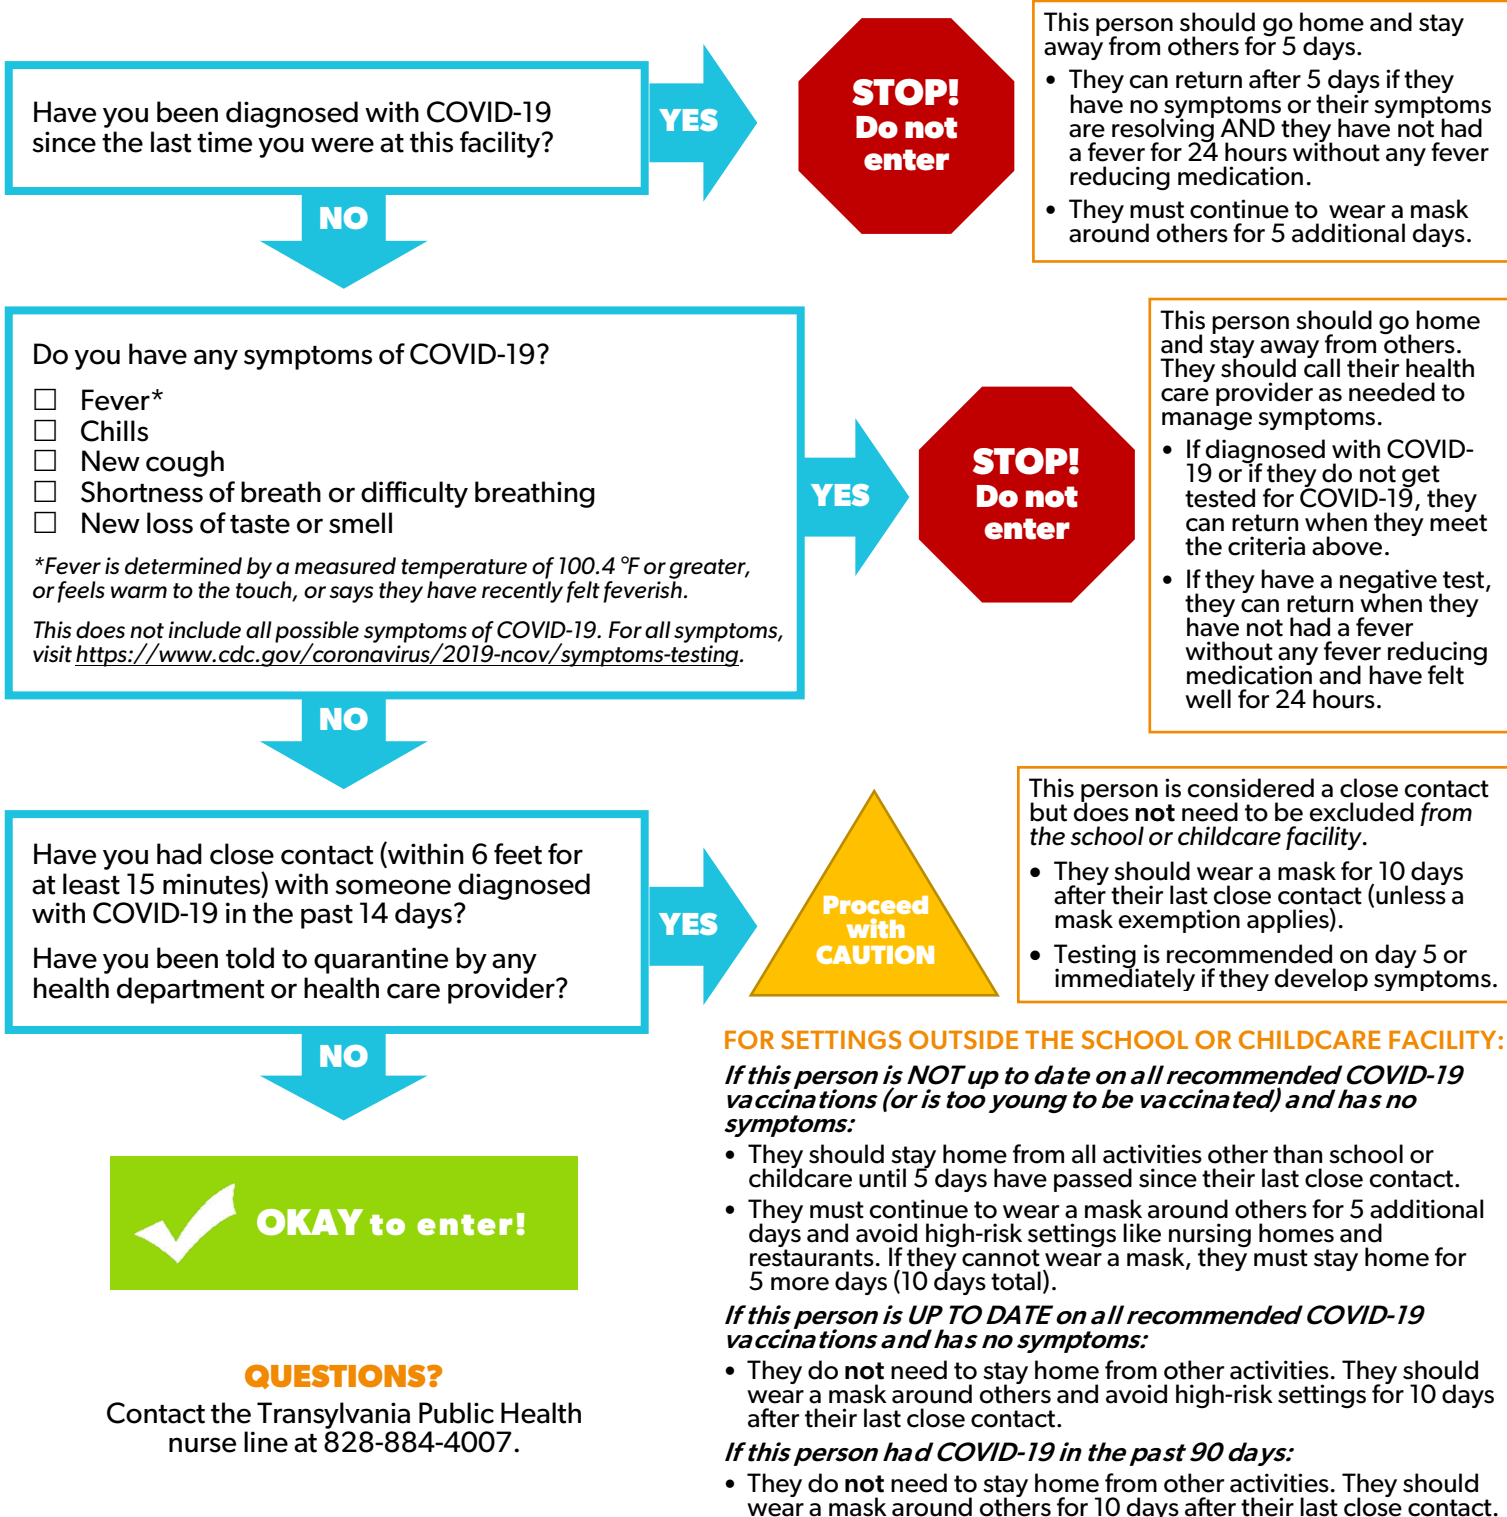 Have you been diagnosed with COVID-19
since the last time you were at this facility?
YES
STOP!
Do not
enter
This person should go home and stay
away from others for 5 days.
• They can return after 5 days if they
have no symptoms or their symptoms
are resolving AND they have not had
a fever for 24 hours without any fever
reducing medication.
• They must continue to wear a mask
around others for 5 additional days.
NO
Do you have any symptoms of COVID-19?
☐ Fever*
☐ Chills
☐ New cough
☐ Shortness of breath or difficulty breathing
☐ New loss of taste or smell
*Fever is determined by a measured temperature of 100.4 °F or greater,
or feels warm to the touch, or says they have recently felt feverish.
This does not include all possible symptoms of COVID-19. For all symptoms,
visit https://www.cdc.gov/coronavirus/2019-ncov/symptoms-testing.
YES
STOP!
Do not
enter
This person should go home
and stay away from others.
They should call their health
care provider as needed to
manage symptoms.
• If diagnosed with COVID-
19 or if they do not get
tested for COVID-19, they
can return when they meet
the criteria above.
• If they have a negative test,
they can return when they
have not had a fever
without any fever reducing
medication and have felt
well for 24 hours.
NO
Have you had close contact (within 6 feet for
at least 15 minutes) with someone diagnosed
with COVID-19 in the past 14 days?
Have you been told to quarantine by any
health department or health care provider?
YES
Proceed
with
CAUTION
This person is considered a close contact
but does not need to be excluded from
the school or childcare facility.
• They should wear a mask for 10 days
after their last close contact (unless a
mask exemption applies).
• Testing is recommended on day 5 or
immediately if they develop symptoms.
NO
OKAY to enter!
QUESTIONS?
Contact the Transylvania Public Health
nurse line at 828-884-4007.
FOR SETTINGS OUTSIDE THE SCHOOL OR CHILDCARE FACILITY:
If this person is NOT up to date on all recommended COVID-19
vaccinations (or is too young to be vaccinated) and has no
symptoms:
• They should stay home from all activities other than school or
childcare until 5 days have passed since their last close contact.
• They must continue to wear a mask around others for 5 additional
days and avoid high-risk settings like nursing homes and
restaurants. If they cannot wear a mask, they must stay home for
5 more days (10 days total).
If this person is UP TO DATE on all recommended COVID-19
vaccinations and has no symptoms:
• They do not need to stay home from other activities. They should
wear a mask around others and avoid high-risk settings for 10 days
after their last close contact.
If this person had COVID-19 in the past 90 days:
• They do not need to stay home from other activities. They should
wear a mask around others for 10 days after their last close contact.